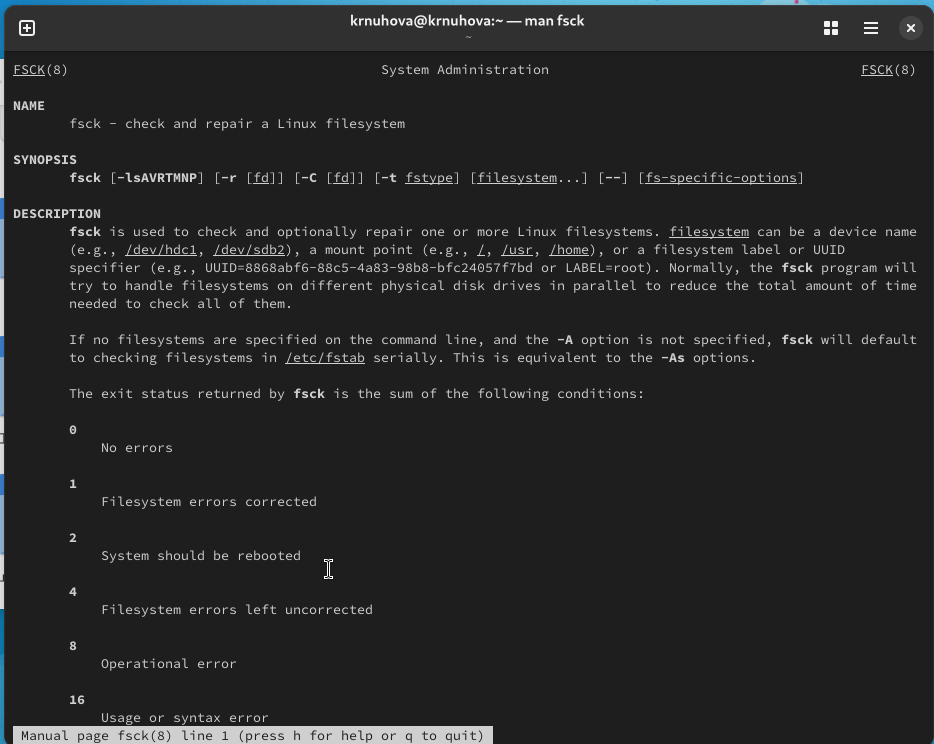 krnuhova@krnuhova:~ — man fsck
~
FSCK(8) System Administration FSCK(8)
NAME
fsck - check and repair a Linux filesystem
SYNOPSIS
fsck [-lsAVRTMNP] [-r [fd]] [-C [fd]] [-t fstype] [filesystem...] [--] [fs-specific-options]
DESCRIPTION
fsck is used to check and optionally repair one or more Linux filesystems. filesystem can be a device name
(e.g., /dev/hdc1, /dev/sdb2), a mount point (e.g., /, /usr, /home), or a filesystem label or UUID
specifier (e.g., UUID=8868abf6-88c5-4a83-98b8-bfc24057f7bd or LABEL=root). Normally, the fsck program will
try to handle filesystems on different physical disk drives in parallel to reduce the total amount of time
needed to check all of them.
If no filesystems are specified on the command line, and the -A option is not specified, fsck will default
to checking filesystems in /etc/fstab serially. This is equivalent to the -As options.
The exit status returned by fsck is the sum of the following conditions:
0
No errors
1
Filesystem errors corrected
2
System should be rebooted
4
Filesystem errors left uncorrected
8
Operational error
16
Usage or syntax error
Manual page fsck(8) line 1 (press h for help or q to quit)